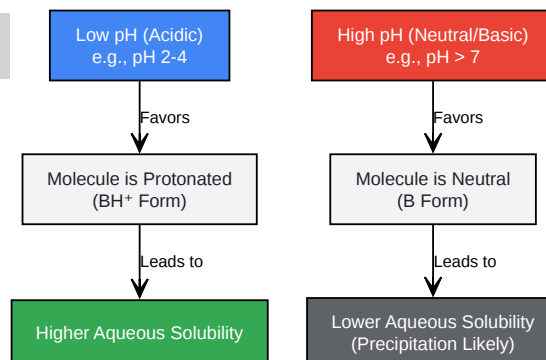 Low pH (Acidic)
e.g., pH 2-4
High pH (Neutral/Basic)
e.g., pH > 7
Favors
Favors
Molecule is Protonated
(BH⁺ Form)
Molecule is Neutral
(B Form)
Leads to
Leads to
Higher Aqueous Solubility
Lower Aqueous Solubility
(Precipitation Likely)